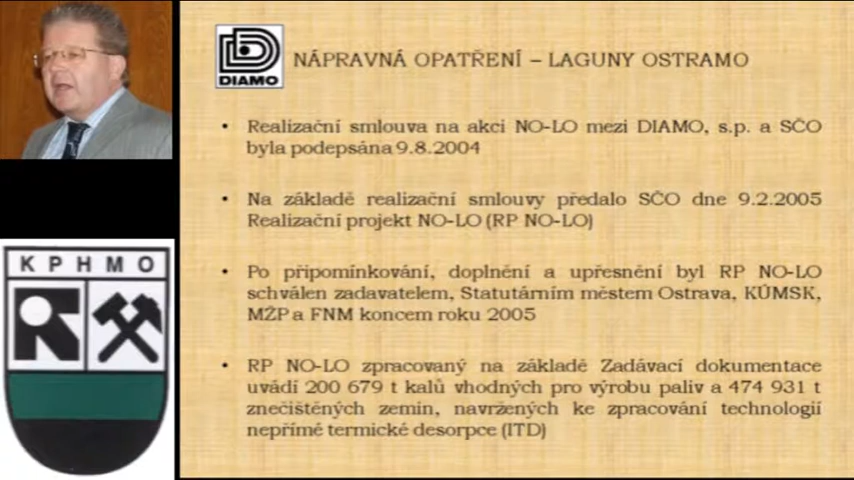 DIAMO
NÁPRAVNÁ OPATŘENÍ – LAGUNY OSTRAMO
• Realizační smlouva na akci NO-LO mezi DIAMO, s.p. a SČO
byla podepsána 9.8.2004
• Na základě realizační smlouvy předalo SČO dne 9.2.2005
Realizační projekt NO-LO (RP NO-LO)
• Po připomínkování, doplnění a upřesnění byl RP NO-LO
schválen zadavatelem, Statutárním městem Ostrava, KÚMSK,
MŽP a FNM koncem roku 2005
• RP NO-LO zpracovaný na základě Zadávací dokumentace
uvádí 200 679 t kalů vhodných pro výrobu paliv a 474 931 t
znečištěných zemin, navržených ke zpracování technologií
nepřímé termické desorpce (ITD)
KPHMO